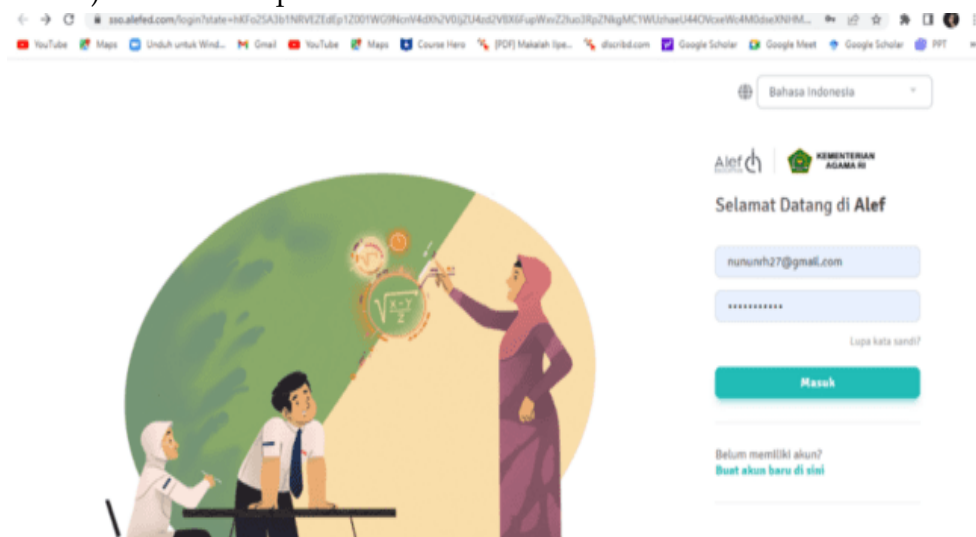 sso.alefed.com/login?state=
YouTube Maps Unduh untuk Wind... Gmail YouTube Maps Course Hero [PDF] Makalah Ipe... discribd.com Google Scholar Google Meet Google Scholar PPT
Bahasa Indonesia
Alef KEMENTERIAN
AGAMA RI
Selamat Datang di Alef
nununrh27@gmail.com
***********
Lupa kata sandi?
Masuk
Belum memiliki akun?
Buat akun baru di sini
X-Y
Z